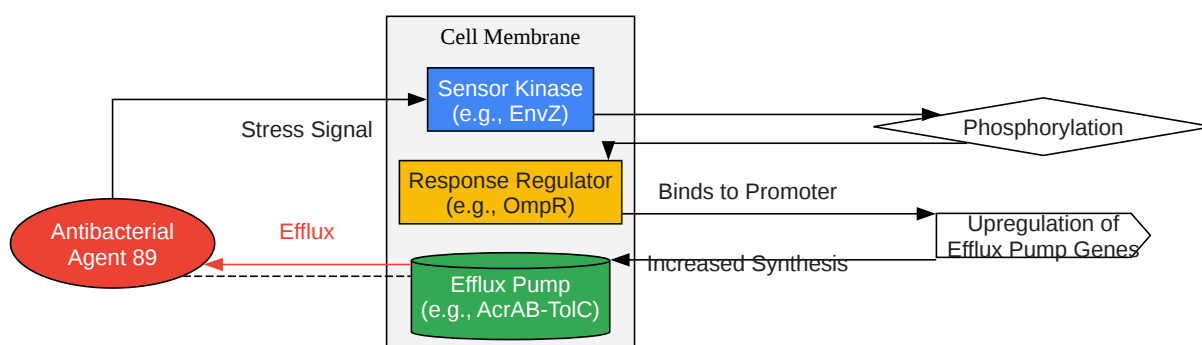 Cell Membrane
Sensor Kinase
(e.g., EnvZ)
Stress Signal
Phosphorylation
Response Regulator
(e.g., OmpR)
Binds to Promoter
Antibacterial
Agent 89
Efflux
Upregulation of
Efflux Pump Genes
Increased Synthesis
Efflux Pump
(e.g., AcrAB-TolC)